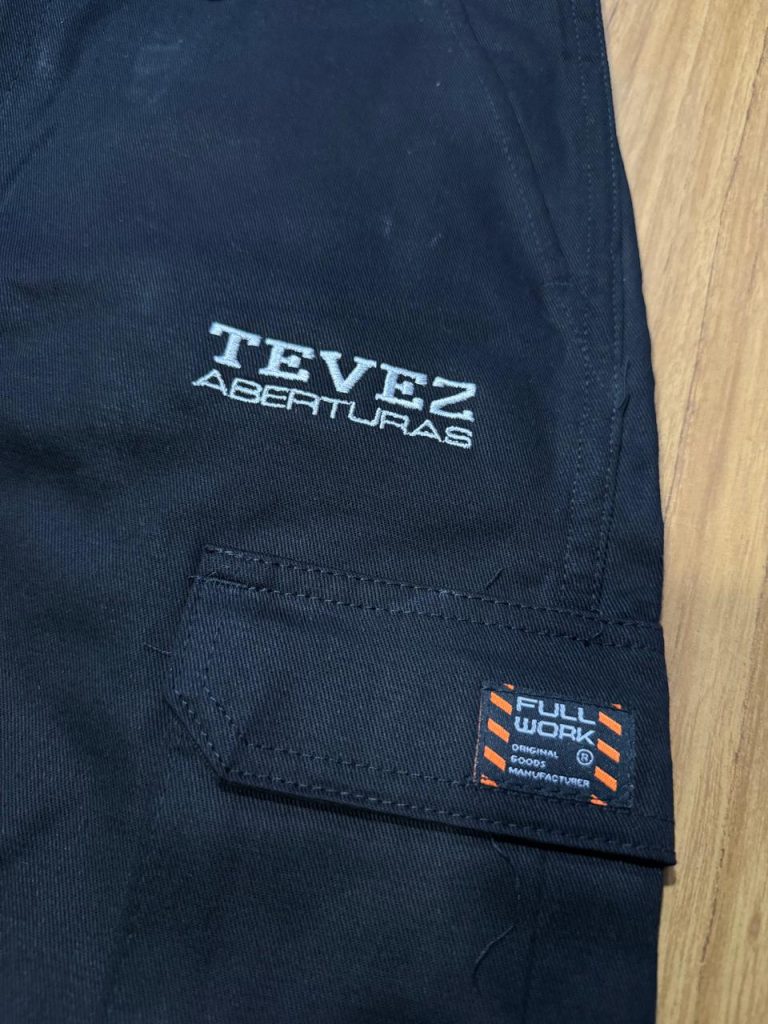 TEVEZ
ABERTURAS
FULL
WORK
ORIGINAL
GOODS ®
MANUFACTURER